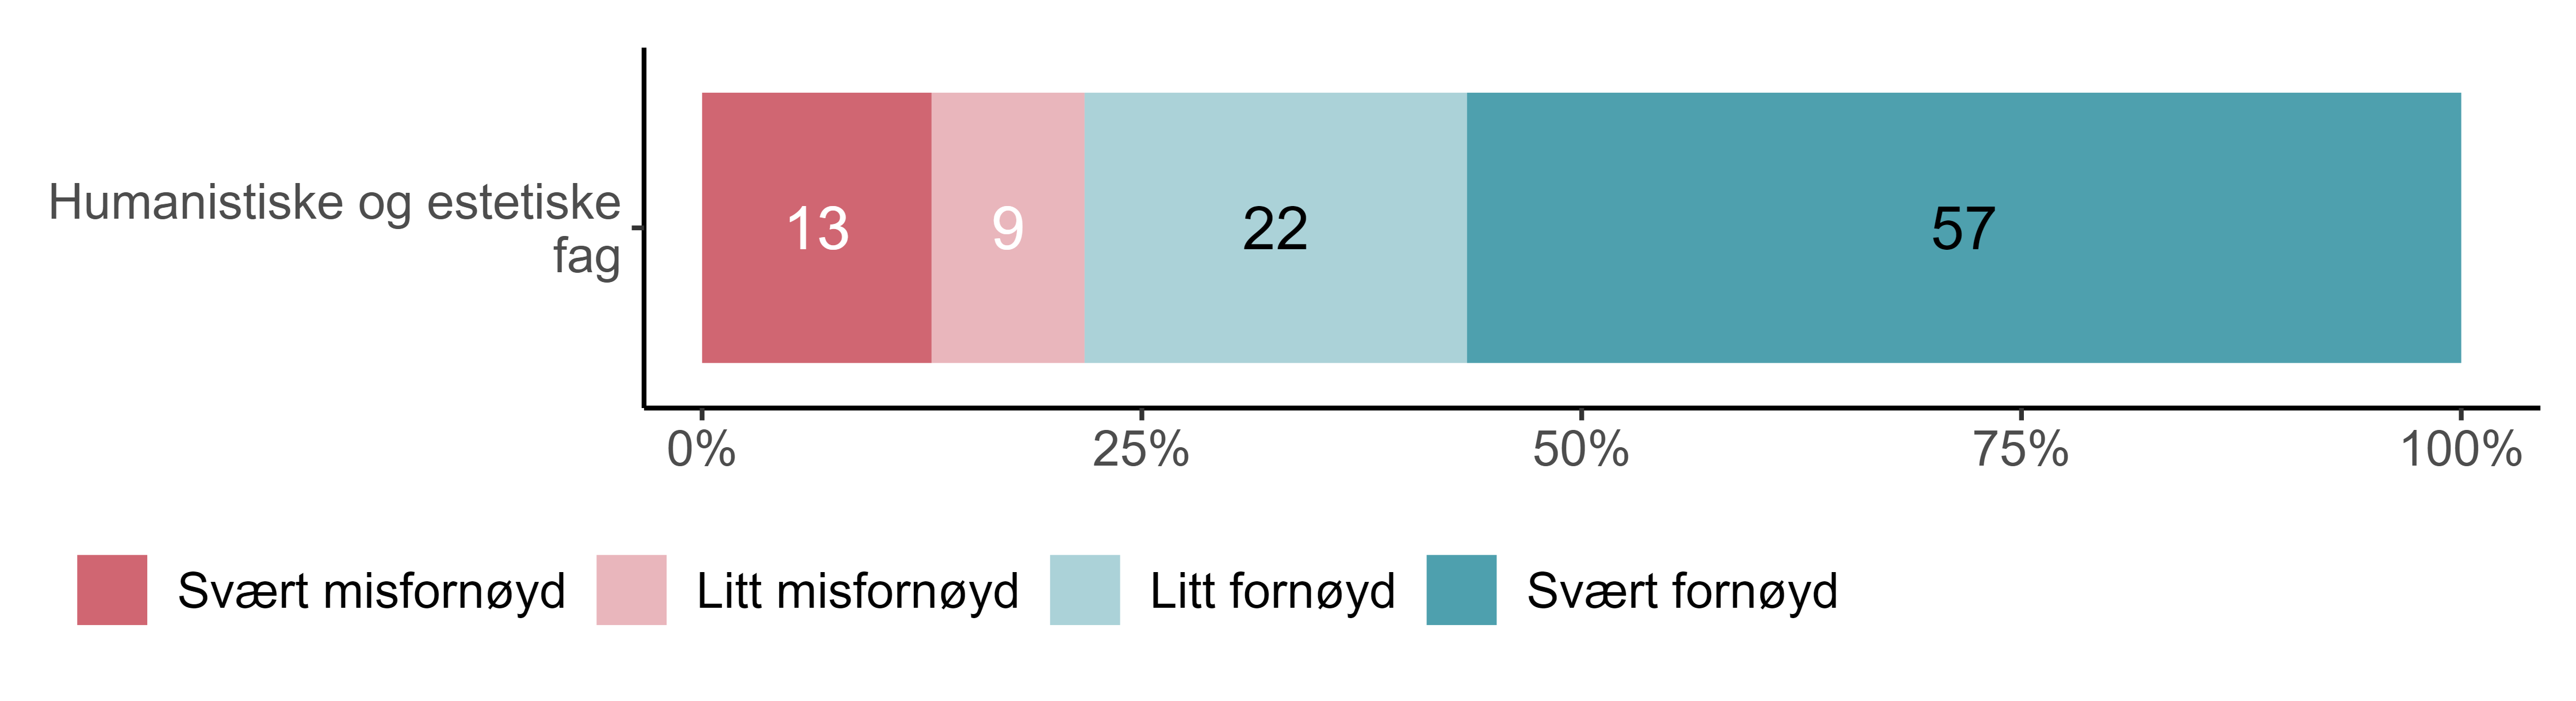 Humanistiske og estetiske
fag
13 9 22 57
0% 25% 50% 75% 100%
Svært misfornøyd Litt misfornøyd Litt fornøyd Svært fornøyd